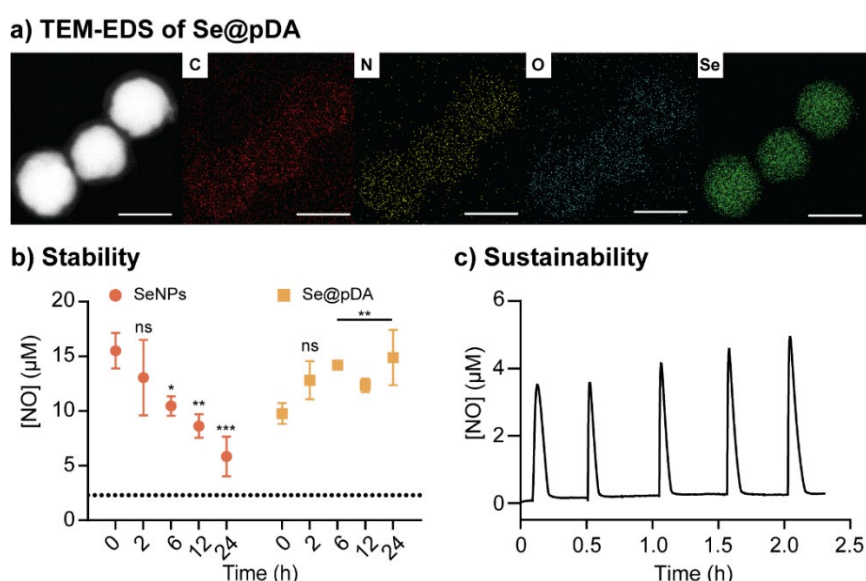 a) TEM-EDS of Se@pDA
C
N
O
Se
b) Stability
SeNPs
Se@pDA
[NO] (µM)
20
15
10
5
0
ns
*
**
***
ns
**
0 2 6 12 24 0 2 6 12 24
Time (h)
c) Sustainability
[NO] (µM)
6
4
2
0
0 0.5 1.0 1.5 2.0 2.5
Time (h)